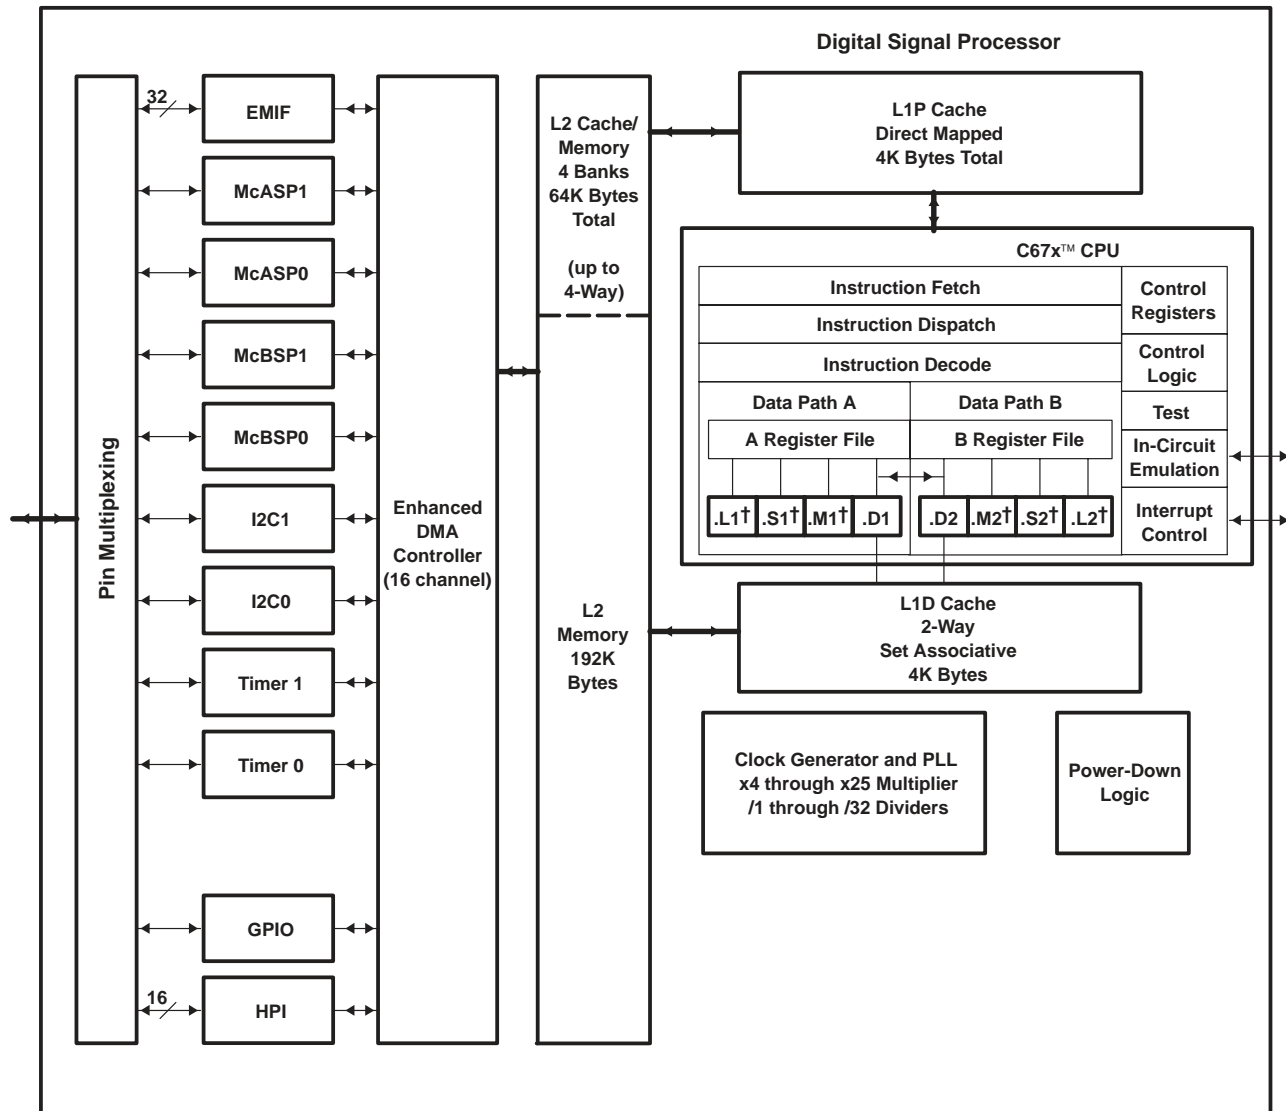 Digital Signal Processor
32
EMIF
McASP1
McASP0
McBSP1
McBSP0
I2C1
I2C0
Timer 1
Timer 0
GPIO
16
HPI
Pin Multiplexing
Enhanced
DMA
Controller
(16 channel)
L2 Cache/
Memory
4 Banks
64K Bytes
Total
(up to
4-Way)
L2
Memory
192K
Bytes
L1P Cache
Direct Mapped
4K Bytes Total
C67x™ CPU
Instruction Fetch
Instruction Dispatch
Instruction Decode
Data Path A
Data Path B
A Register File
B Register File
.L1† .S1† .M1† .D1
.D2 .M2† .S2† .L2†
Control
Registers
Control
Logic
Test
In-Circuit
Emulation
Interrupt
Control
L1D Cache
2-Way
Set Associative
4K Bytes
Clock Generator and PLL
x4 through x25 Multiplier
/1 through /32 Dividers
Power-Down
Logic